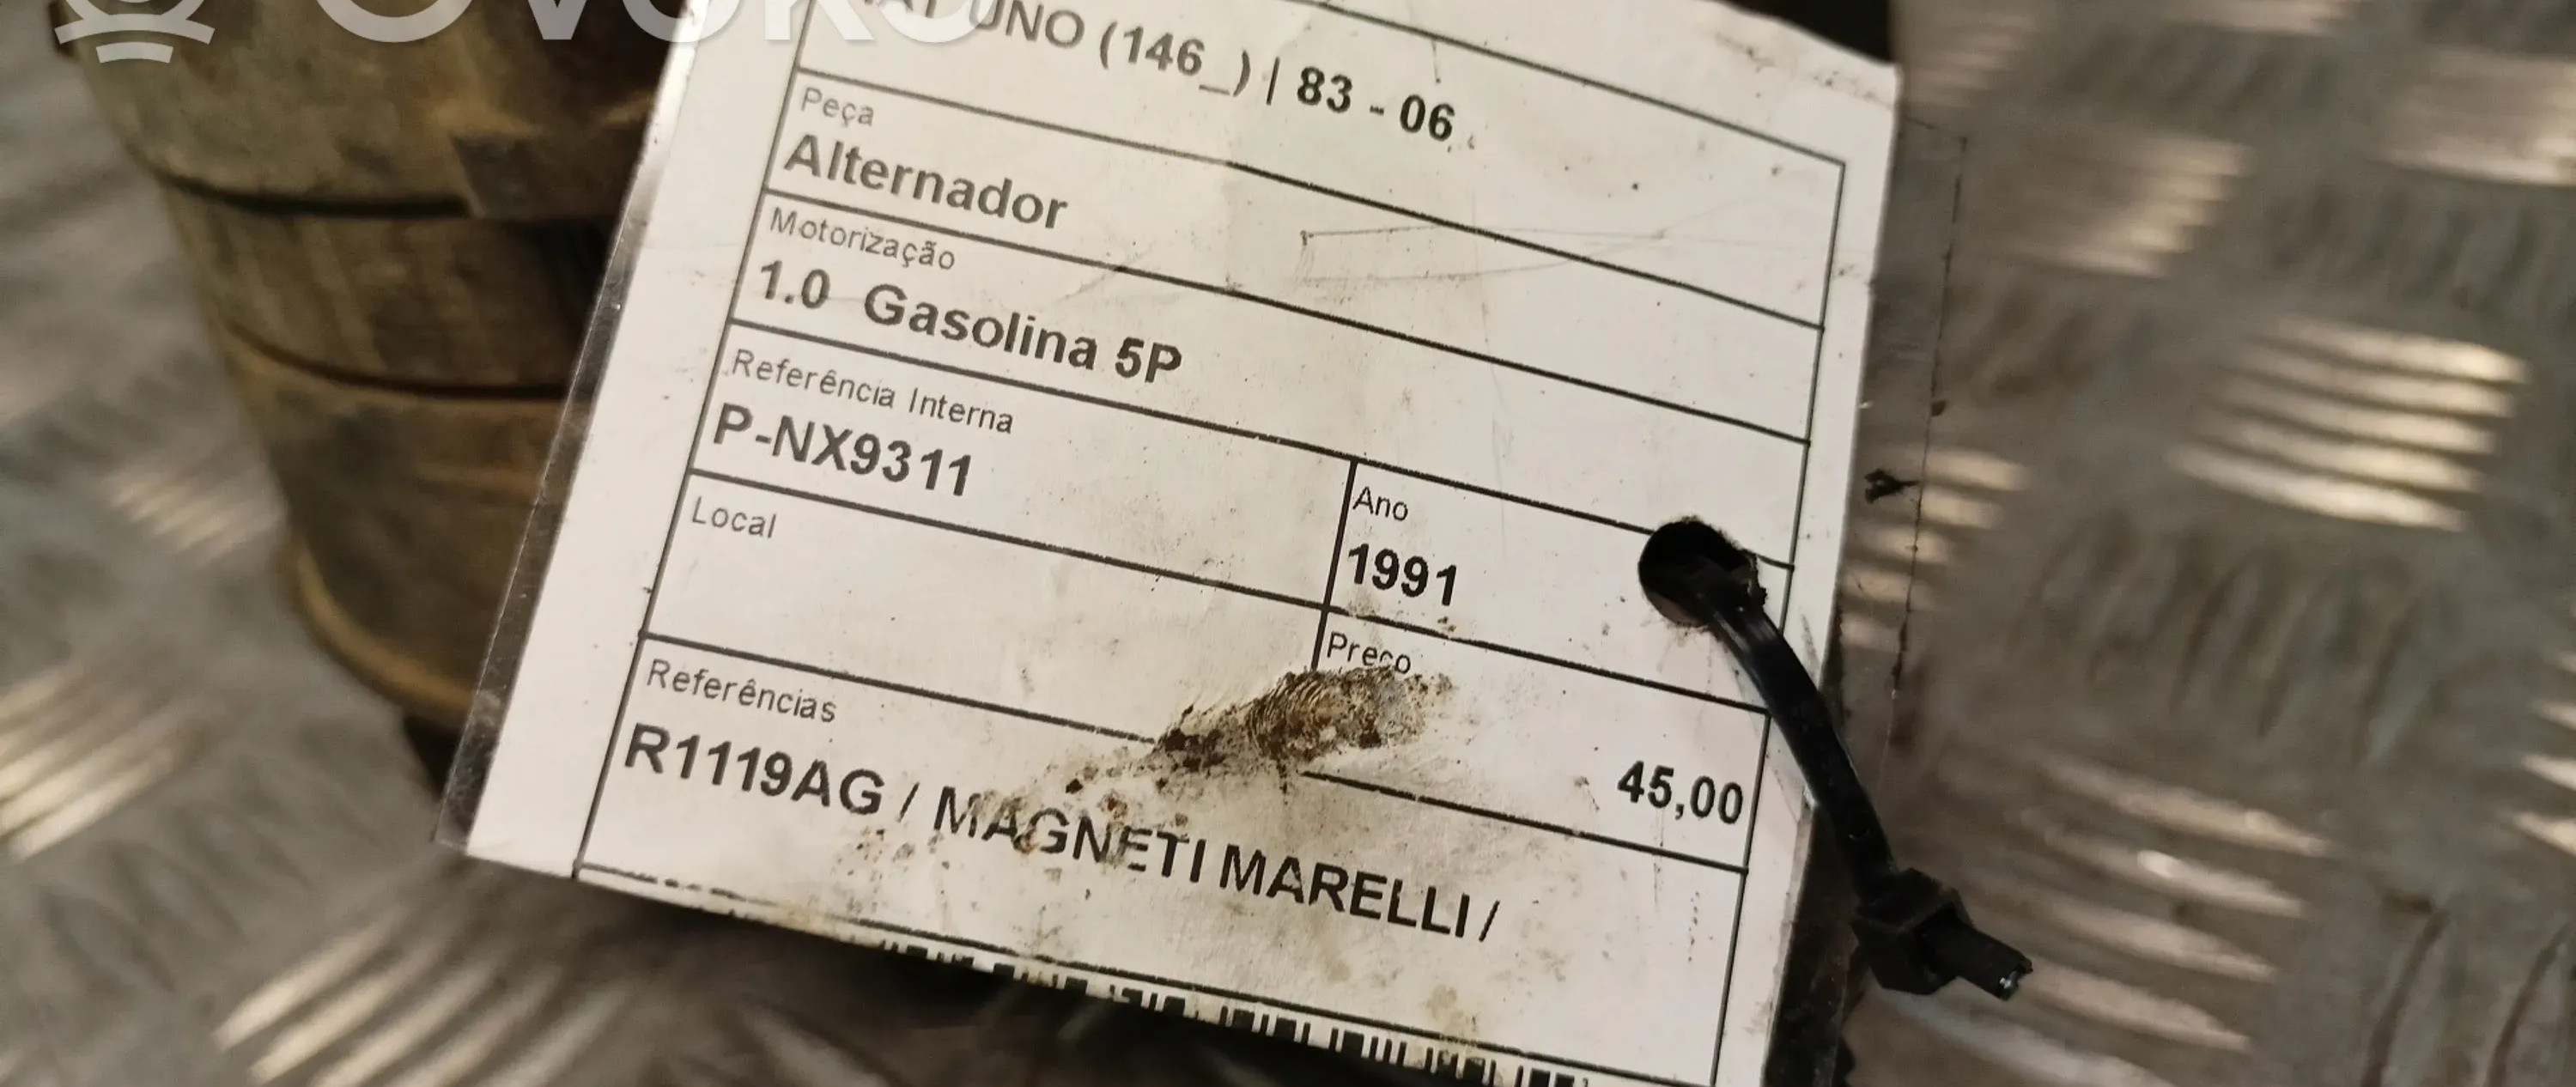 UNO (146_) | 83 - 06
Peça
Alternador
Motorização
1.0 Gasolina 5P
Referência Interna
P-NX9311
Ano
1991
Local
Preço
45,00
Referências
R1119AG / MAGNETI MARELLI /